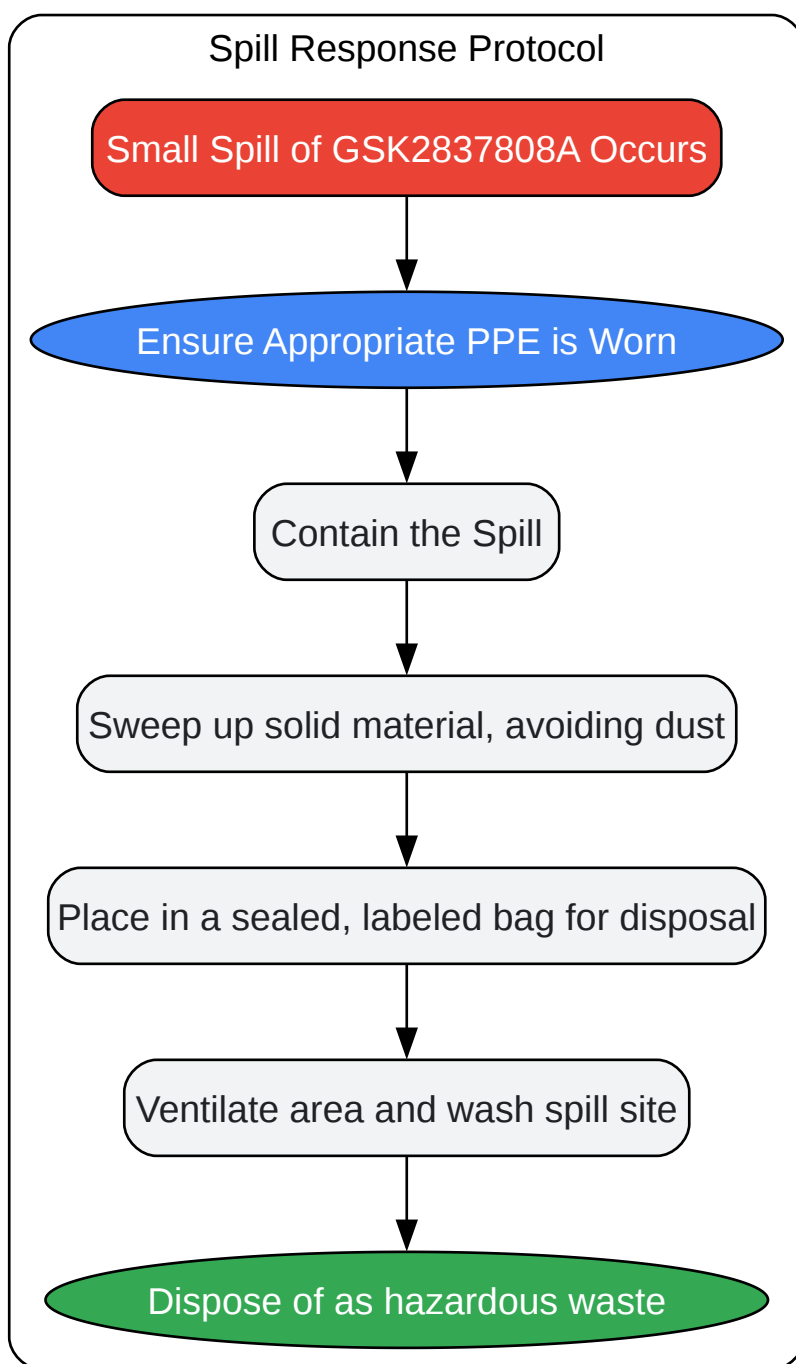 Spill Response Protocol
Small Spill of GSK2837808A Occurs
Ensure Appropriate PPE is Worn
Contain the Spill
Sweep up solid material, avoiding dust
Place in a sealed, labeled bag for disposal
Ventilate area and wash spill site
Dispose of as hazardous waste